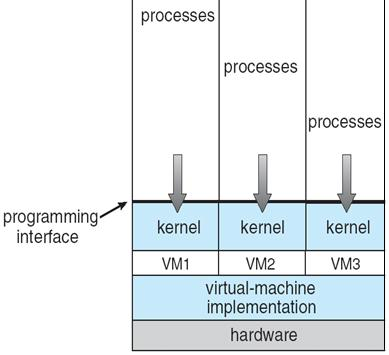 processes
processes
processes
programming
interface
kernel
kernel
kernel
VM1
VM2
VM3
virtual-machine
implementation
hardware